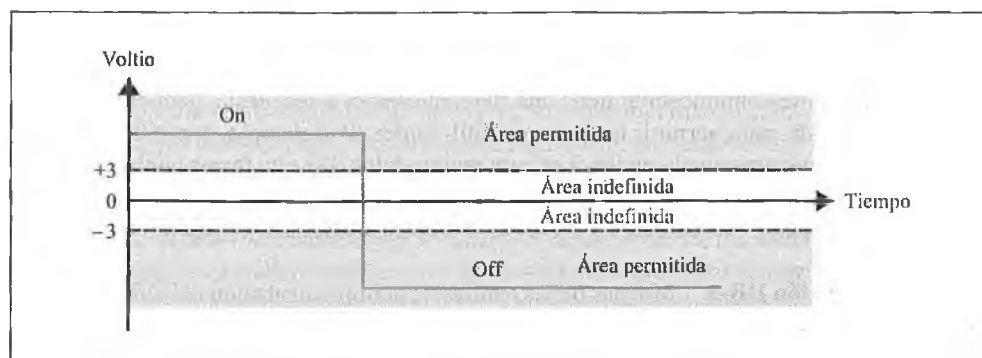 Voltio
On
Área permitida
+3
Área indefinida
0
Tiempo
Área indefinida
−3
Off
Área permitida